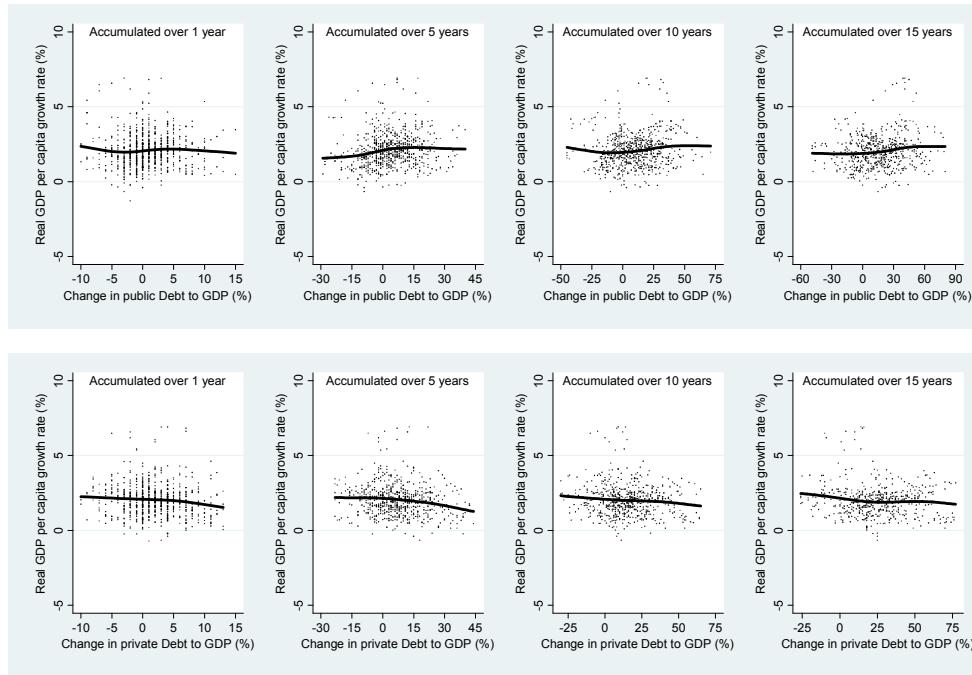 Accumulated over 1 year
Real GDP per capita growth rate (%)
10
5
0
-5
-10 -5 0 5 10 15
Change in public Debt to GDP (%)
Accumulated over 5 years
Real GDP per capita growth rate (%)
10
5
0
-5
-30 -15 0 15 30 45
Change in public Debt to GDP (%)
Accumulated over 10 years
Real GDP per capita growth rate (%)
10
5
0
-5
-50 -25 0 25 50 75
Change in public Debt to GDP (%)
Accumulated over 15 years
Real GDP per capita growth rate (%)
10
5
0
-5
-60 -30 0 30 60 90
Change in public Debt to GDP (%)
Accumulated over 1 year
Real GDP per capita growth rate (%)
10
5
0
-5
-10 -5 0 5 10 15
Change in private Debt to GDP (%)
Accumulated over 5 years
Real GDP per capita growth rate (%)
10
5
0
-5
-30 -15 0 15 30 45
Change in private Debt to GDP (%)
Accumulated over 10 years
Real GDP per capita growth rate (%)
10
5
0
-5
-25 0 25 50 75
Change in private Debt to GDP (%)
Accumulated over 15 years
Real GDP per capita growth rate (%)
10
5
0
-5
-25 0 25 50 75
Change in private Debt to GDP (%)